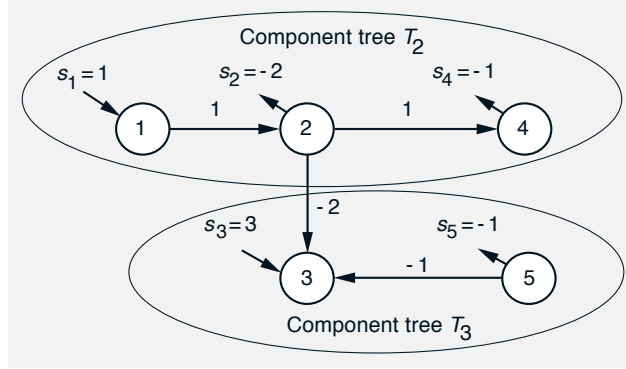 Component tree T2
s1 = 1
s2 = - 2
s4 = - 1
1
1
1
2
4
- 2
s3 = 3
s5 = - 1
- 1
3
5
Component tree T3